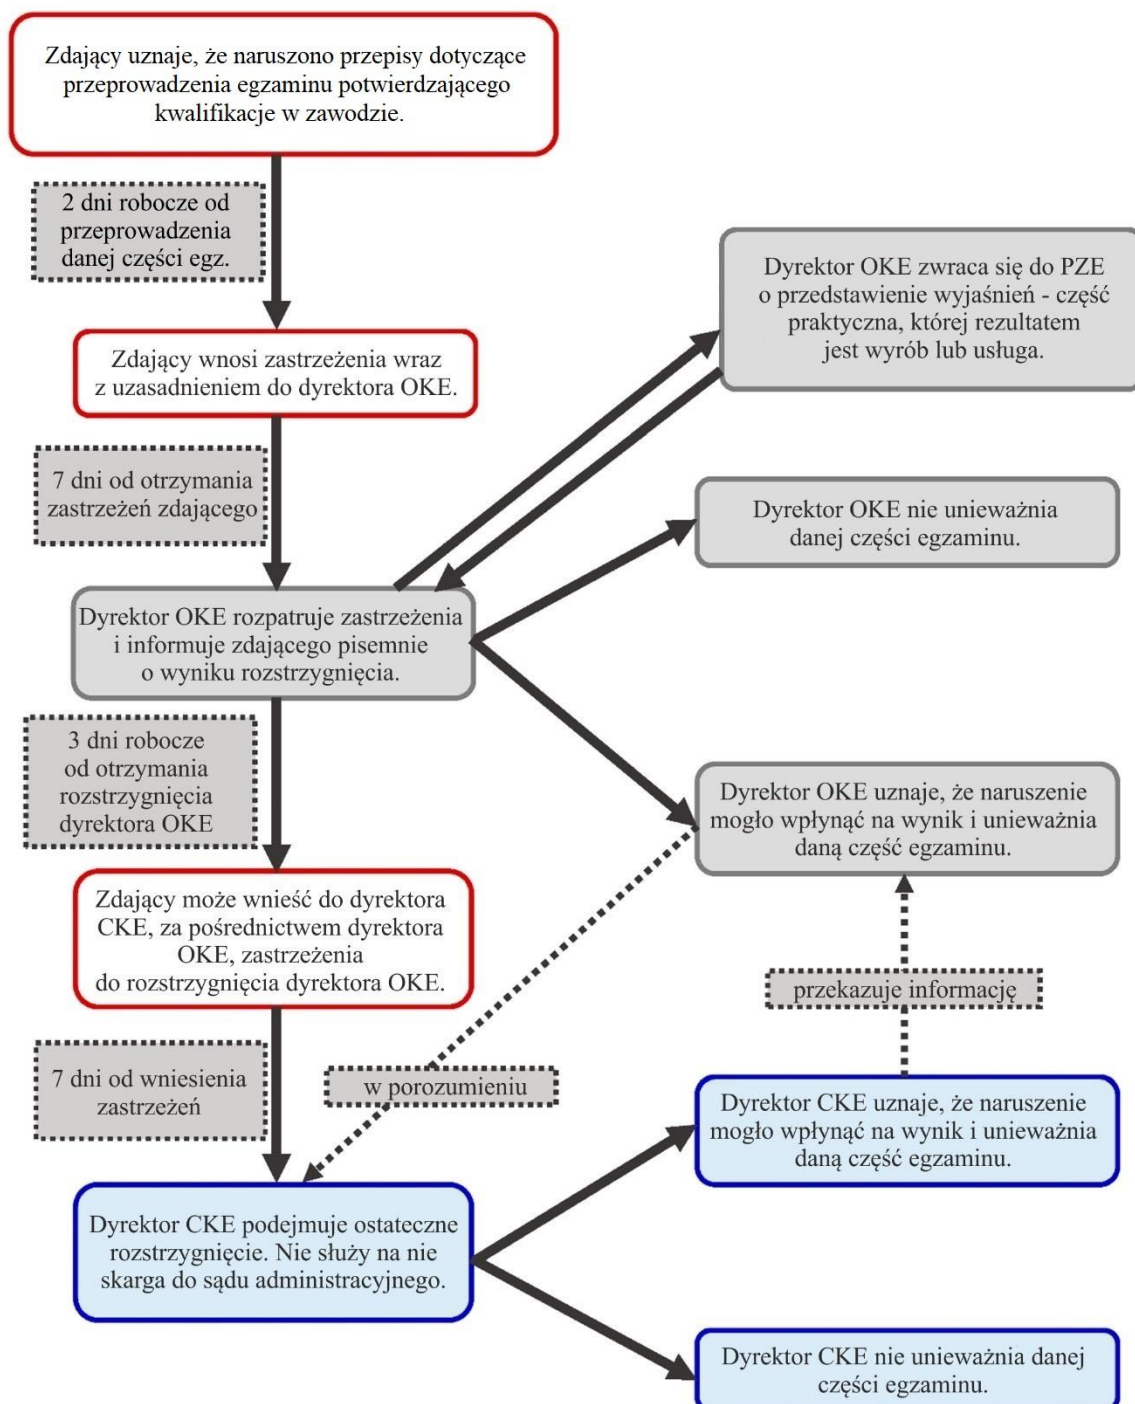 Zdający uznaje, że naruszono przepisy dotyczące
przeprowadzenia egzaminu potwierdzającego
kwalifikacje w zawodzie.
2 dni robocze od
przeprowadzenia
danej części egz.
Zdający wnosi zastrzeżenia wraz
z uzasadnieniem do dyrektora OKE.
7 dni od otrzymania
zastrzeżeń zdającego
Dyrektor OKE zwraca się do PZE
o przedstawienie wyjaśnień - część
praktyczna, której rezultatem
jest wyrób lub usługa.
Dyrektor OKE nie unieważnia
danej części egzaminu.
Dyrektor OKE rozpatruje zastrzeżenia
i informuje zdającego pisemnie
o wyniku rozstrzygnięcia.
3 dni robocze
od otrzymania
rozstrzygnięcia
dyrektora OKE
Dyrektor OKE uznaje, że naruszenie
mogło wpłynąć na wynik i unieważnia
daną część egzaminu.
Zdający może wnieść do dyrektora
CKE, za pośrednictwem dyrektora
OKE, zastrzeżenia
do rozstrzygnięcia dyrektora OKE.
przekazuje informację
7 dni od wniesienia
zastrzeżeń
w porozumieniu
Dyrektor CKE uznaje, że naruszenie
mogło wpłynąć na wynik i unieważnia
daną część egzaminu.
Dyrektor CKE podejmuje ostateczne
rozstrzygnięcie. Nie służy na nie
skarga do sądu administracyjnego.
Dyrektor CKE nie unieważnia danej
części egzaminu.